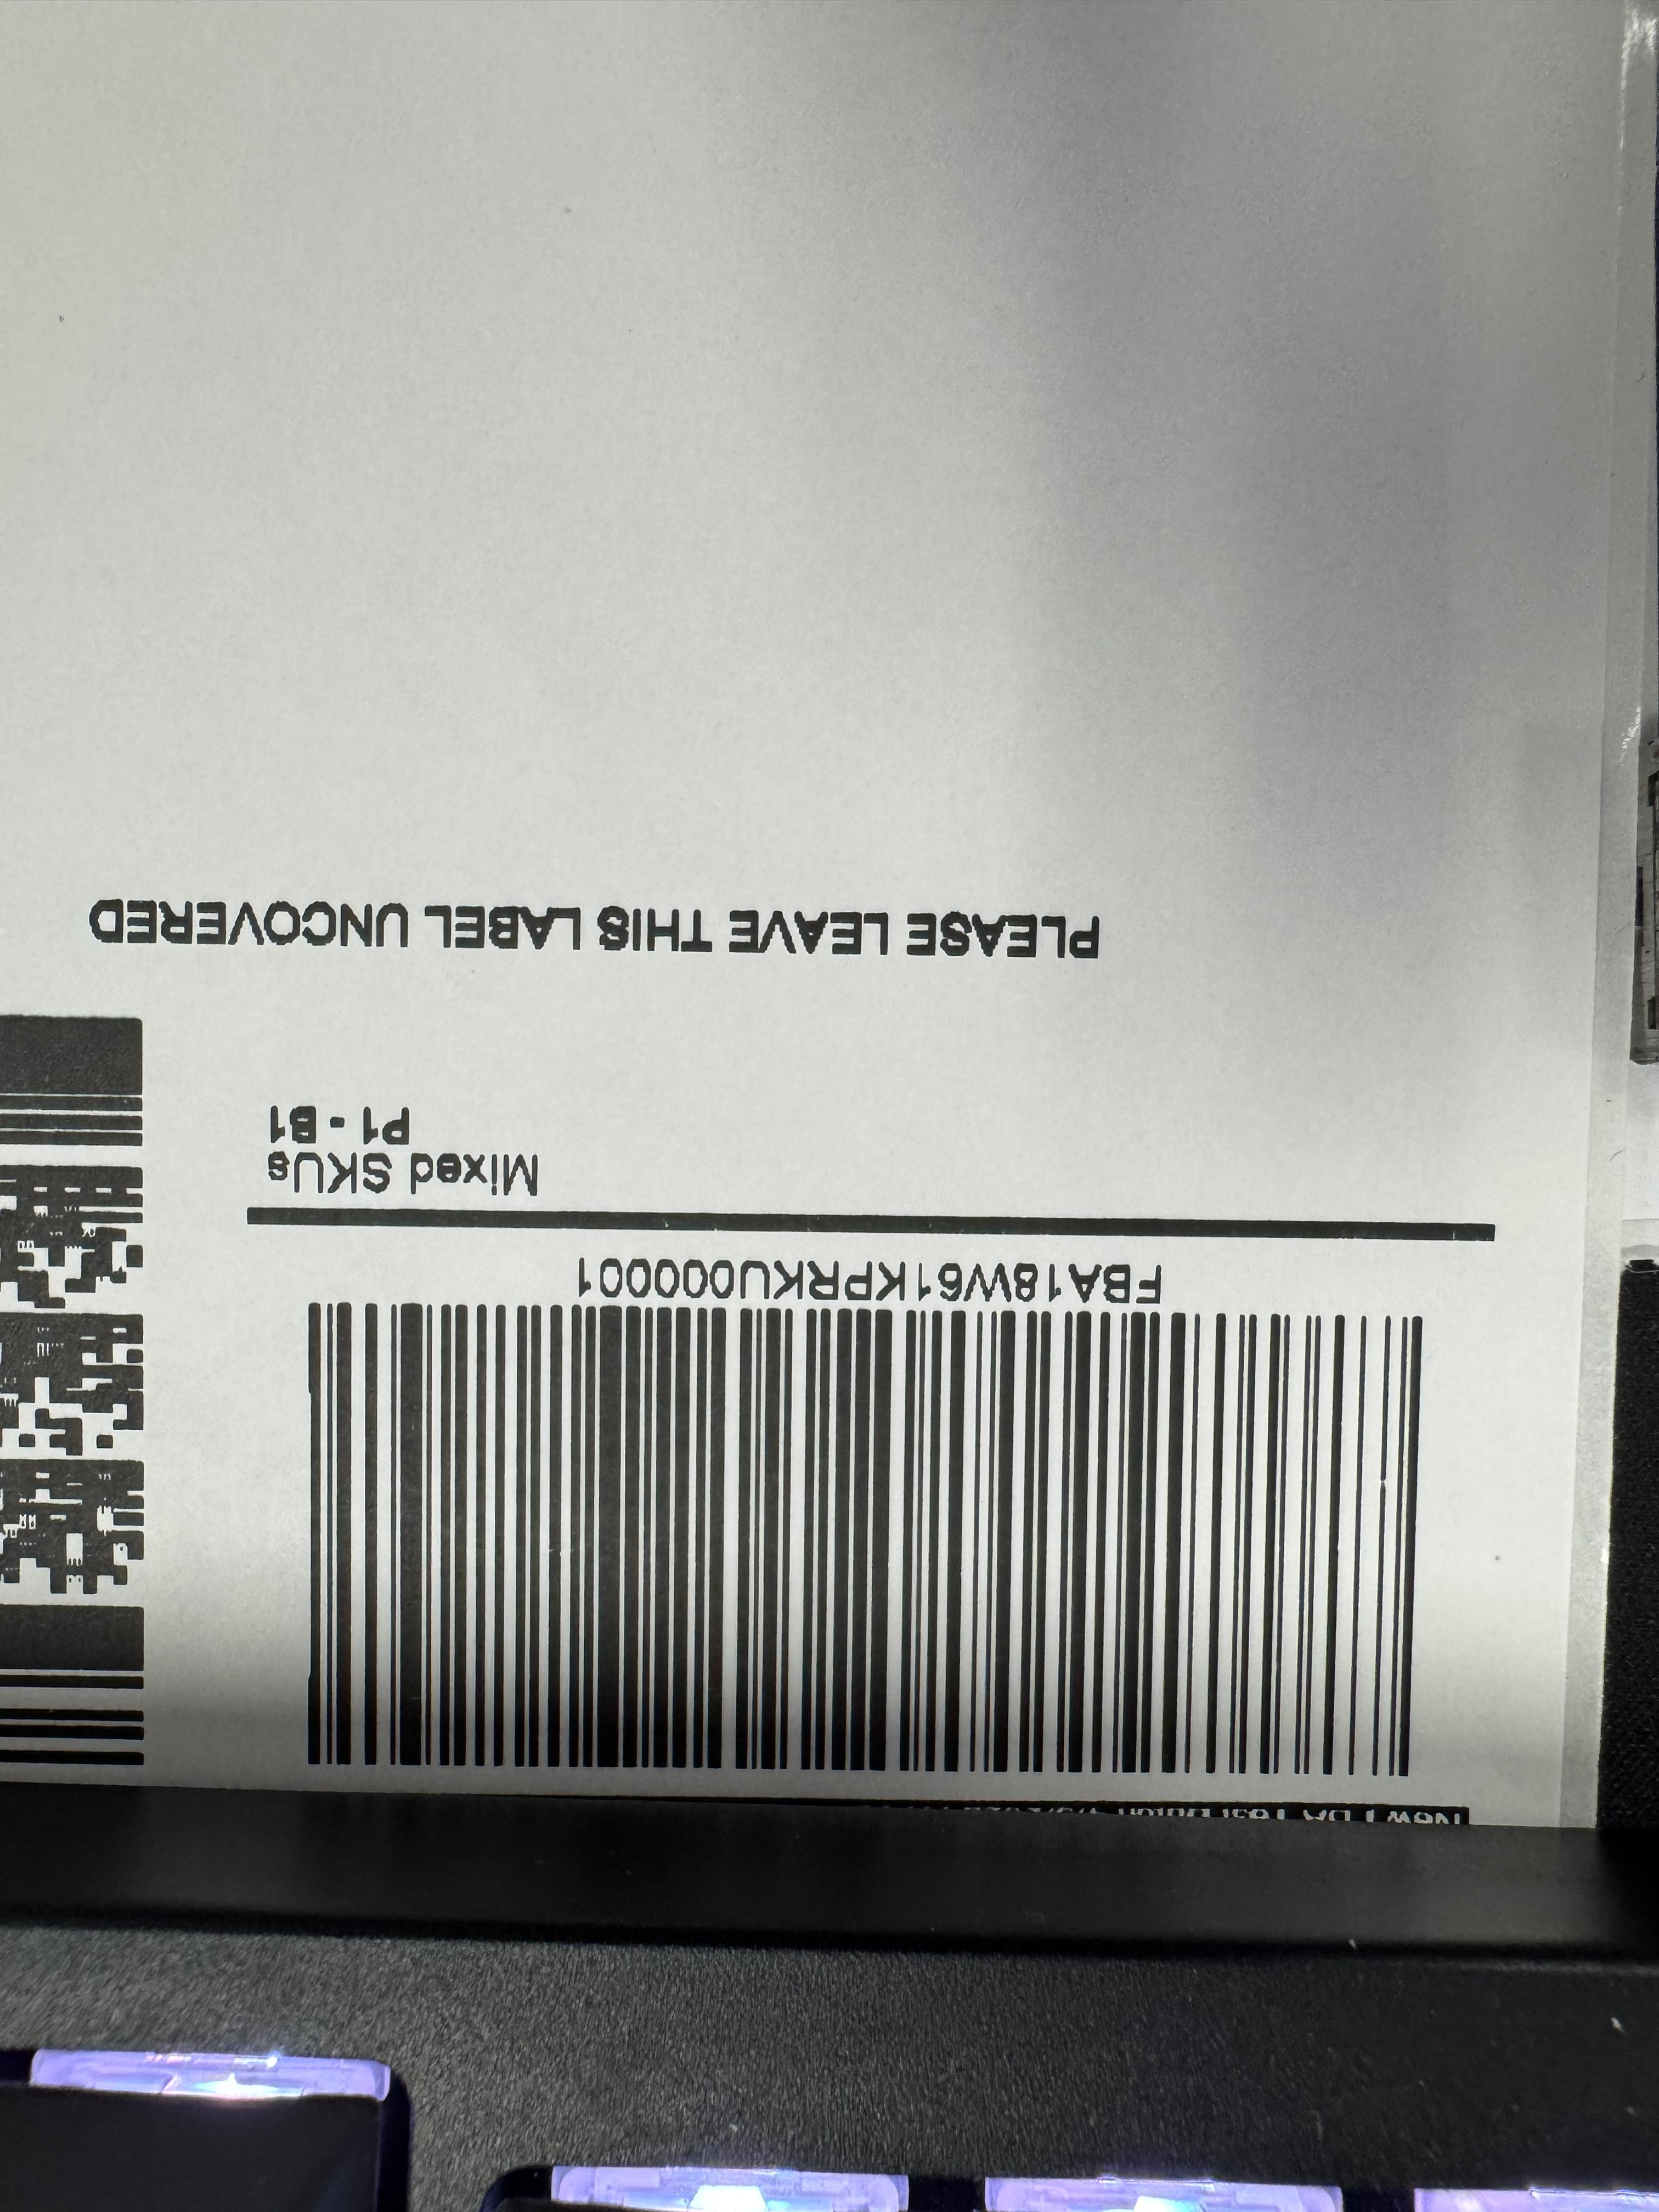 FBA18W61KPRKU000001
Mixed SKUs
P1 - B1
PLEASE LEAVE THIS LABEL UNCOVERED